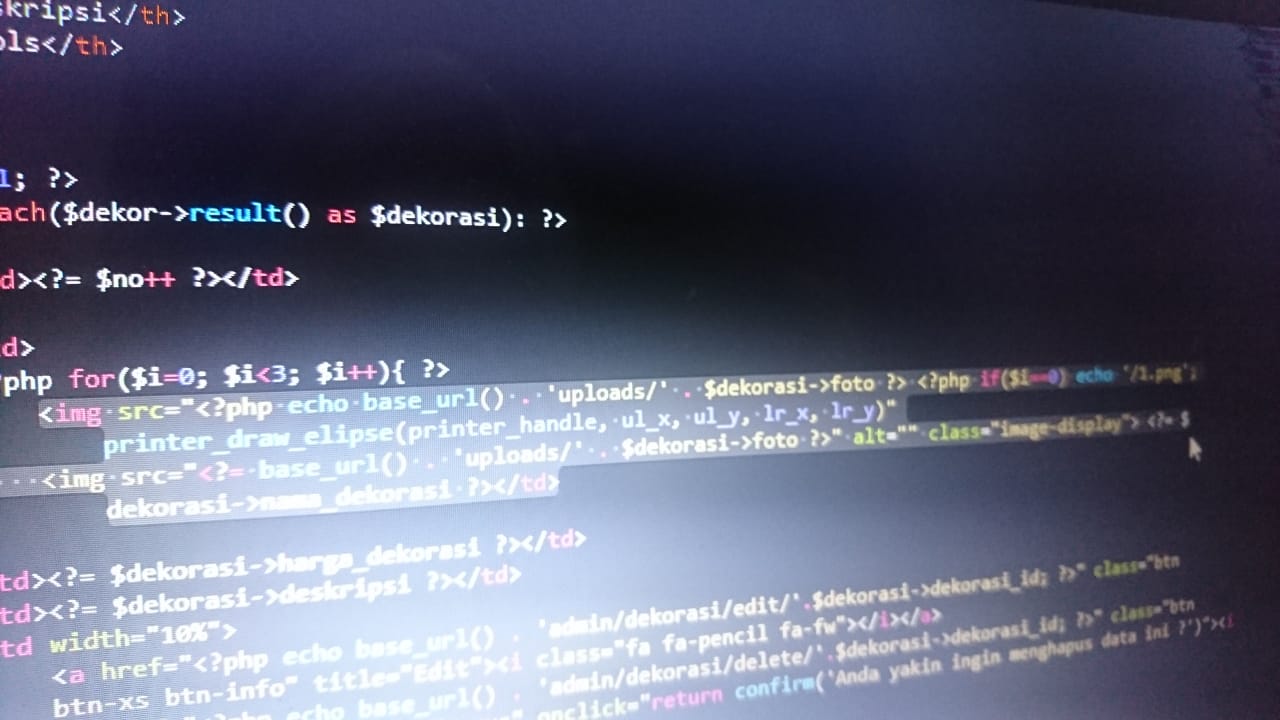 skripsi</th>
ols</th>
1; ?>
ach($dekor->result() as $dekorasi): ?>
d><?= $no++ ?></td>
d>
php for($i=0; $i<3; $i++){ ?>
<img src="<?php echo base_url() . 'uploads/' . $dekorasi->foto ?> <?php if($i==0) echo '/1.png';
printer_draw_elipse(printer_handle, ul_x, ul_y, lr_x, lr_y)"
<img src="<?= base_url() . 'uploads/' . $dekorasi->foto ?>" alt="" class="image-display"> <?= $
dekorasi->nama_dekorasi ?></td>
td><?= $dekorasi->harga_dekorasi ?></td>
td><?= $dekorasi->deskripsi ?></td>
td width="10%">
<a href="<?php echo base_url() . 'admin/dekorasi/edit/'.$dekorasi->dekorasi_id; ?>" class="btn
btn-xs btn-info" title="Edit"><i class="fa fa-pencil fa-fw"></i></a>
echo base_url() . 'admin/dekorasi/delete/'.$dekorasi->dekorasi_id; ?>" class="btn
onclick="return confirm('Anda yakin ingin menghapus data ini ?')"><i